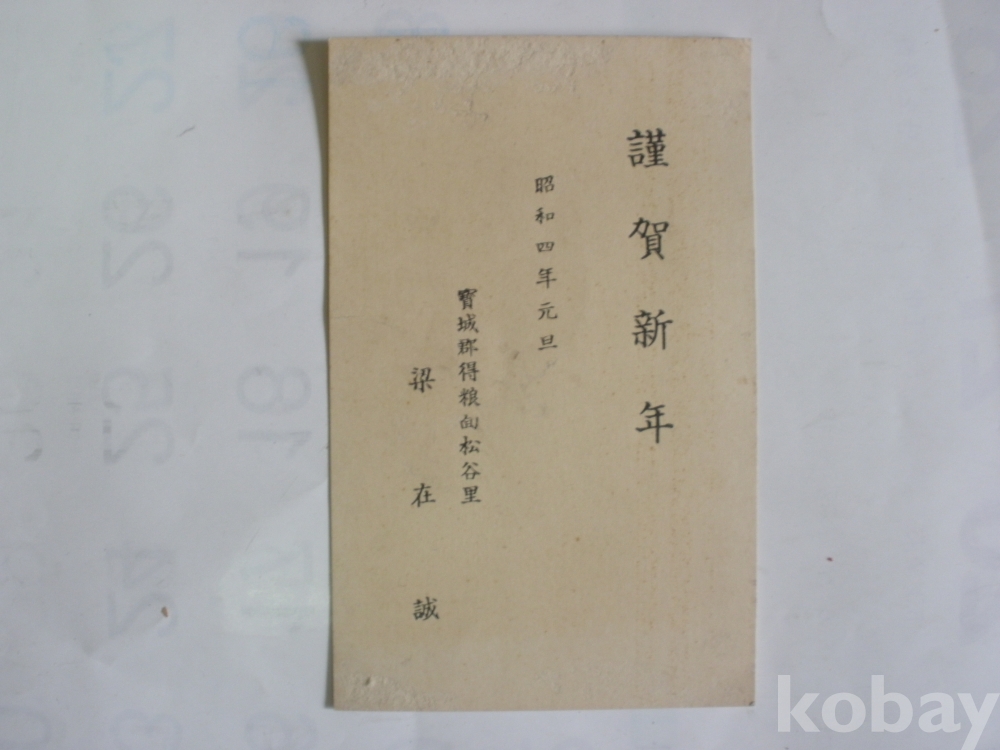 謹賀新年
昭和四年元旦
寶城郡得粮面松谷里
梁在誠
kobay